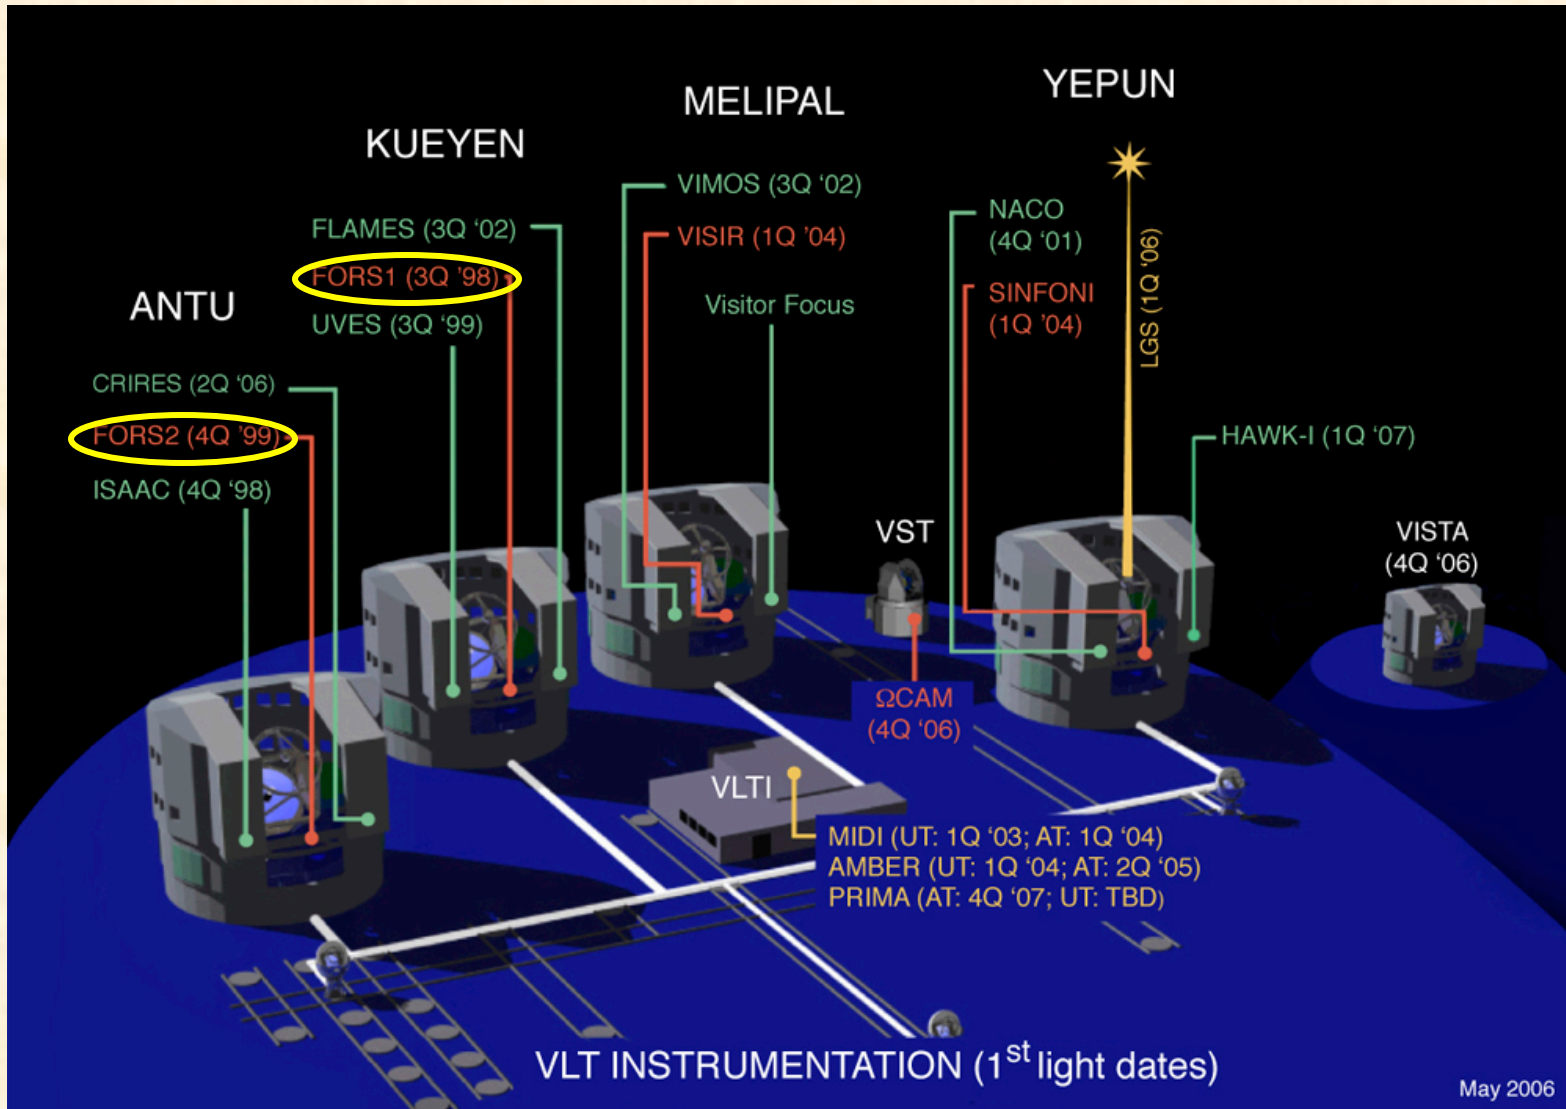 YEPUN
MELIPAL
KUEYEN
VIMOS (3Q ‘02)
VISIR (1Q ‘04)
Visitor Focus
NACO
(4Q ‘01)
SINFONI
(1Q ‘04)
LGS (1Q ‘06)
FLAMES (3Q ‘02)
FORS1 (3Q ’98)
UVES (3Q ‘99)
ANTU
CRIRES (2Q ‘06)
FORS2 (4Q ’99)
ISAAC (4Q ‘98)
HAWK-I (1Q ‘07)
VST
VISTA
(4Q ‘06)
ΩCAM
(4Q ‘06)
VLTI
MIDI (UT: 1Q ‘03; AT: 1Q ‘04)
AMBER (UT: 1Q ‘04; AT: 2Q ‘05)
PRIMA (AT: 4Q ‘07; UT: TBD)
VLT INSTRUMENTATION (1st light dates)
May 2006